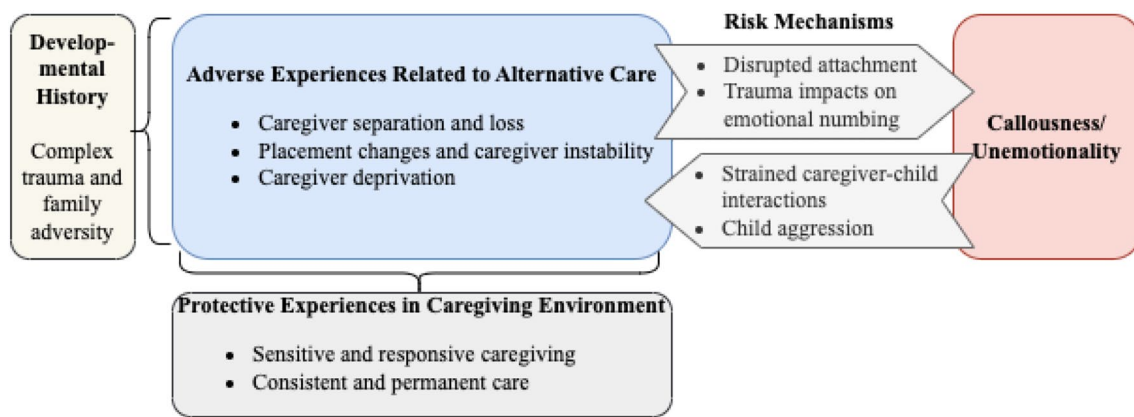 Develop-
mental
History
Complex
trauma and
family
adversity
Adverse Experiences Related to Alternative Care
• Caregiver separation and loss
• Placement changes and caregiver instability
• Caregiver deprivation
Risk Mechanisms
• Disrupted attachment
• Trauma impacts on
emotional numbing
• Strained caregiver-child
interactions
• Child aggression
Callousness/
Unemotionality
Protective Experiences in Caregiving Environment
• Sensitive and responsive caregiving
• Consistent and permanent care